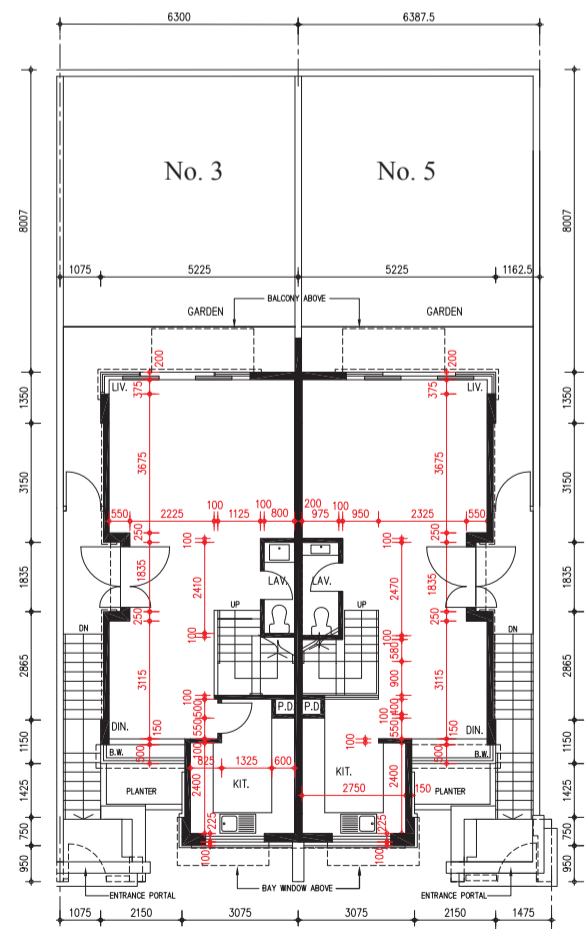 6300 6387.5
No. 3 No. 5
8007 8007
1075 5225 5225 1162.5
BALCONY ABOVE
GARDEN GARDEN
200 200
LIV. LIV.
375 375
1350 1350
3675 3675
3150 3150
100 100 200 100
550 2225 1125 800 975 950 2325 550
250 100 100 250
1835 1835 2410 2470 1835 1835
LAV. LAV.
250 250
UP UP
DN DN
100 100
580
2865 3115 900 3115 2865
100 100
P.D P.D
500 400
100
DIN. 150 550 550 150 DIN.
100 100
B.W. B.W.
1150 500 500 1150
825 1325 600
2400 KIT. KIT. 2400
PLANTER PLANTER
2750 150
1425 1425
225 225
750 750
100 100
950 950
BAY WINDOW ABOVE
ENTRANCE PORTAL ENTRANCE PORTAL
1075 2150 3075 3075 2150 1475